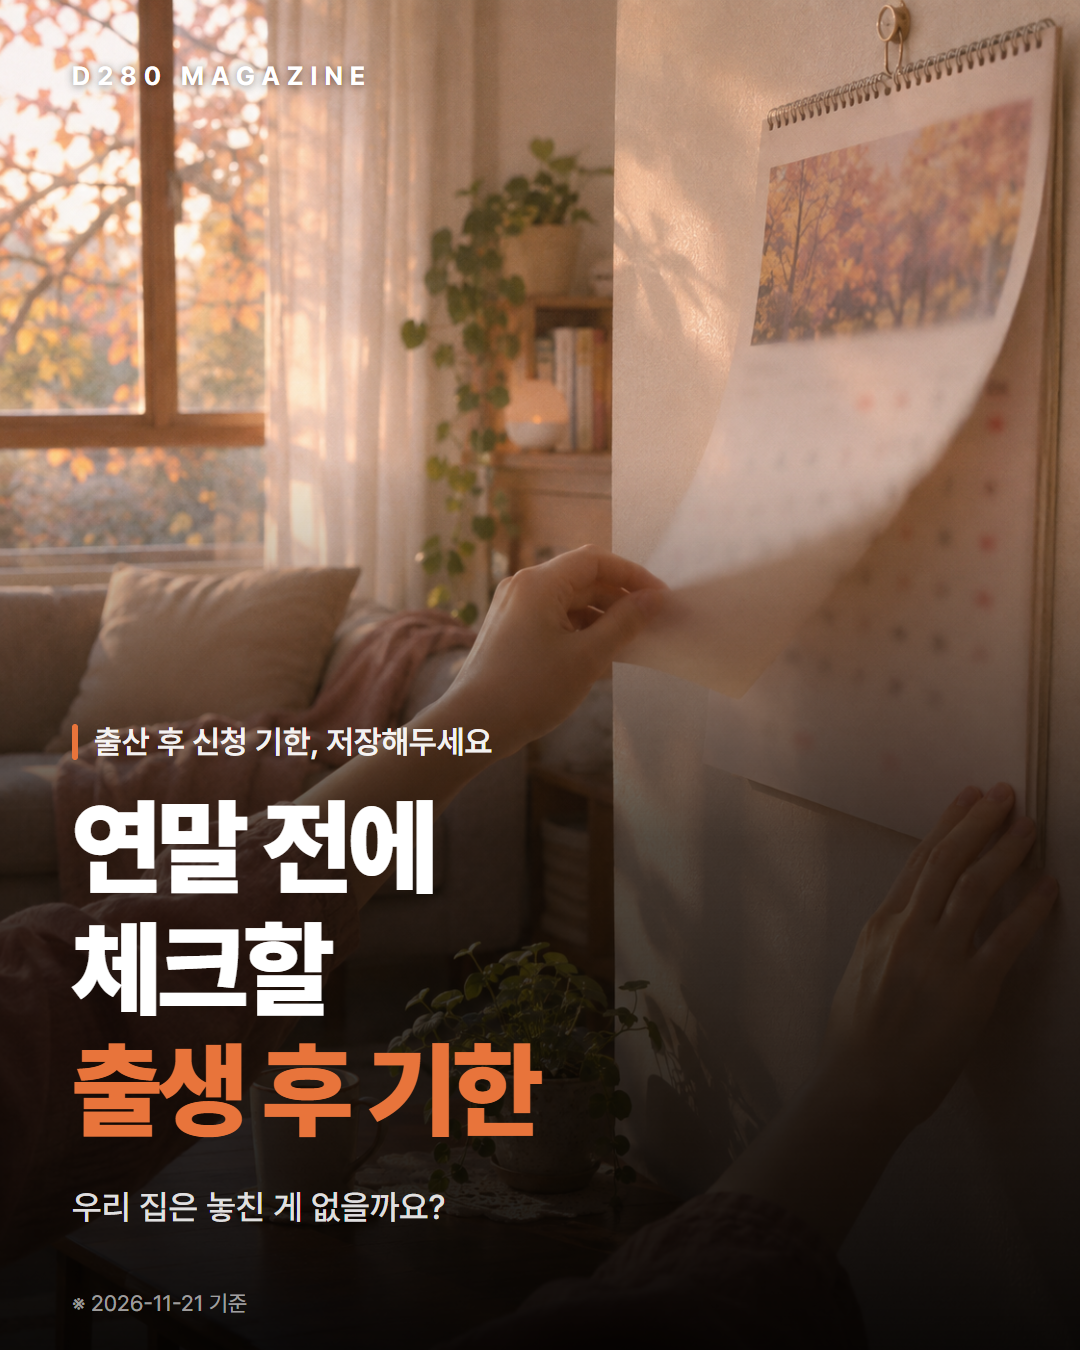 D280 MAGAZINE
출산 후 신청 기한, 저장해두세요
연말 전에
체크할
출생 후 기한
우리 집은 놓친 게 없을까요?
※ 2026-11-21 기준